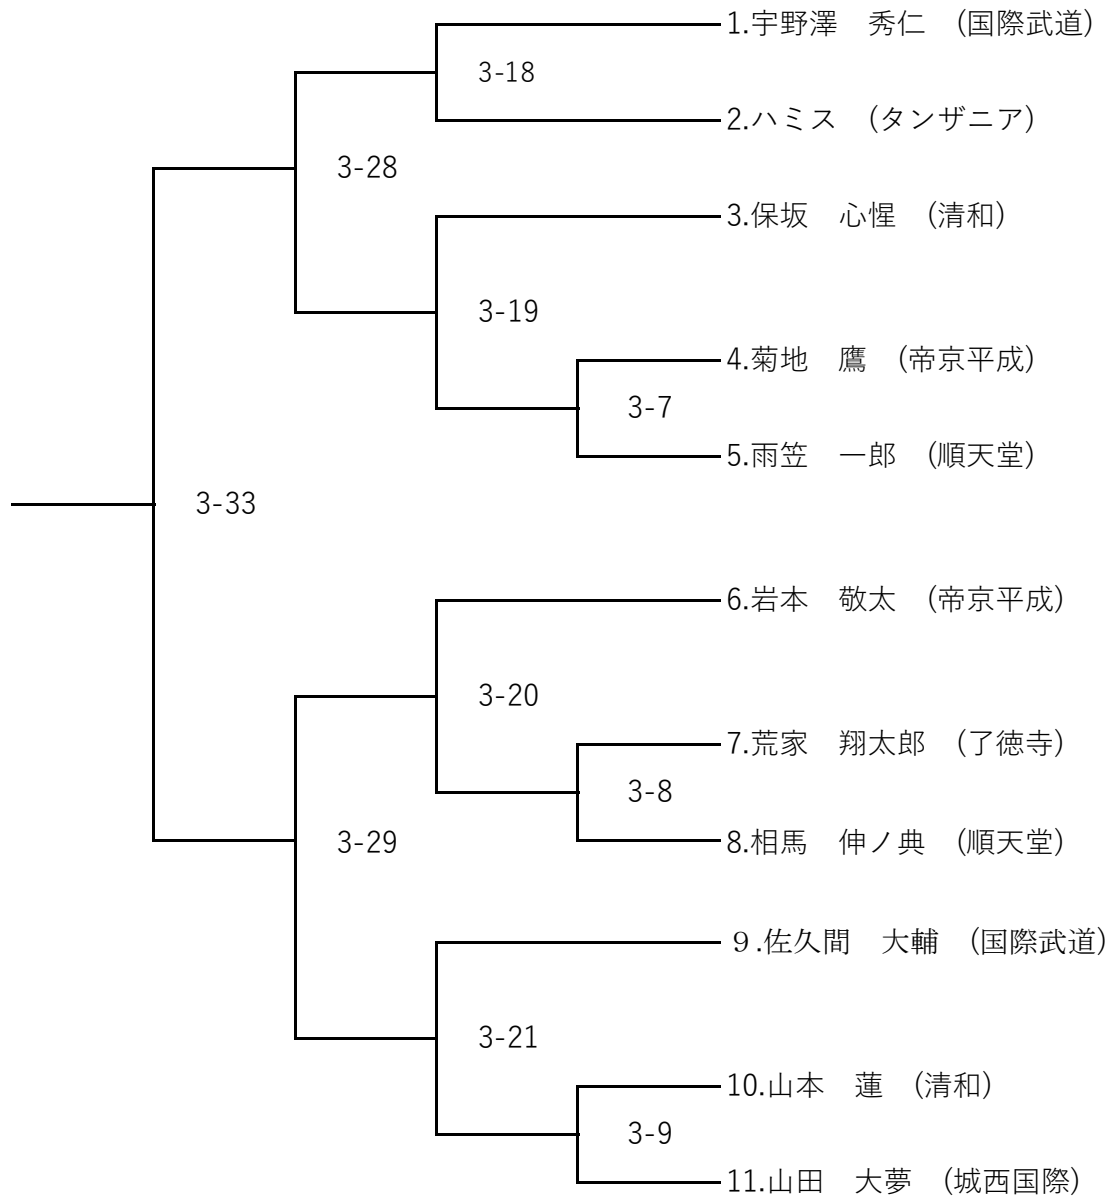 1.宇野澤　秀仁　(国際武道)
3-18
2.ハミス　(タンザニア)
3-28
3.保坂　心惺　(清和)
3-19
4.菊地　鷹　(帝京平成)
3-7
5.雨笠　一郎　(順天堂)
3-33
6.岩本　敬太　(帝京平成)
3-20
7.荒家　翔太郎　(了徳寺)
3-8
8.相馬　伸ノ典　(順天堂)
3-29
９.佐久間　大輔　(国際武道)
3-21
10.山本　蓮　(清和)
3-9
11.山田　大夢　(城西国際)